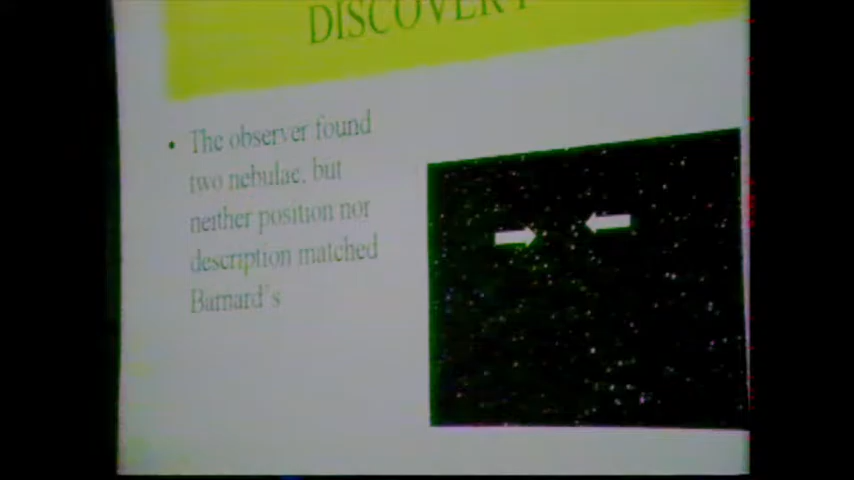 DISCOVERY
• The observer found
two nebulae, but
neither position nor
description matched
Barnard's